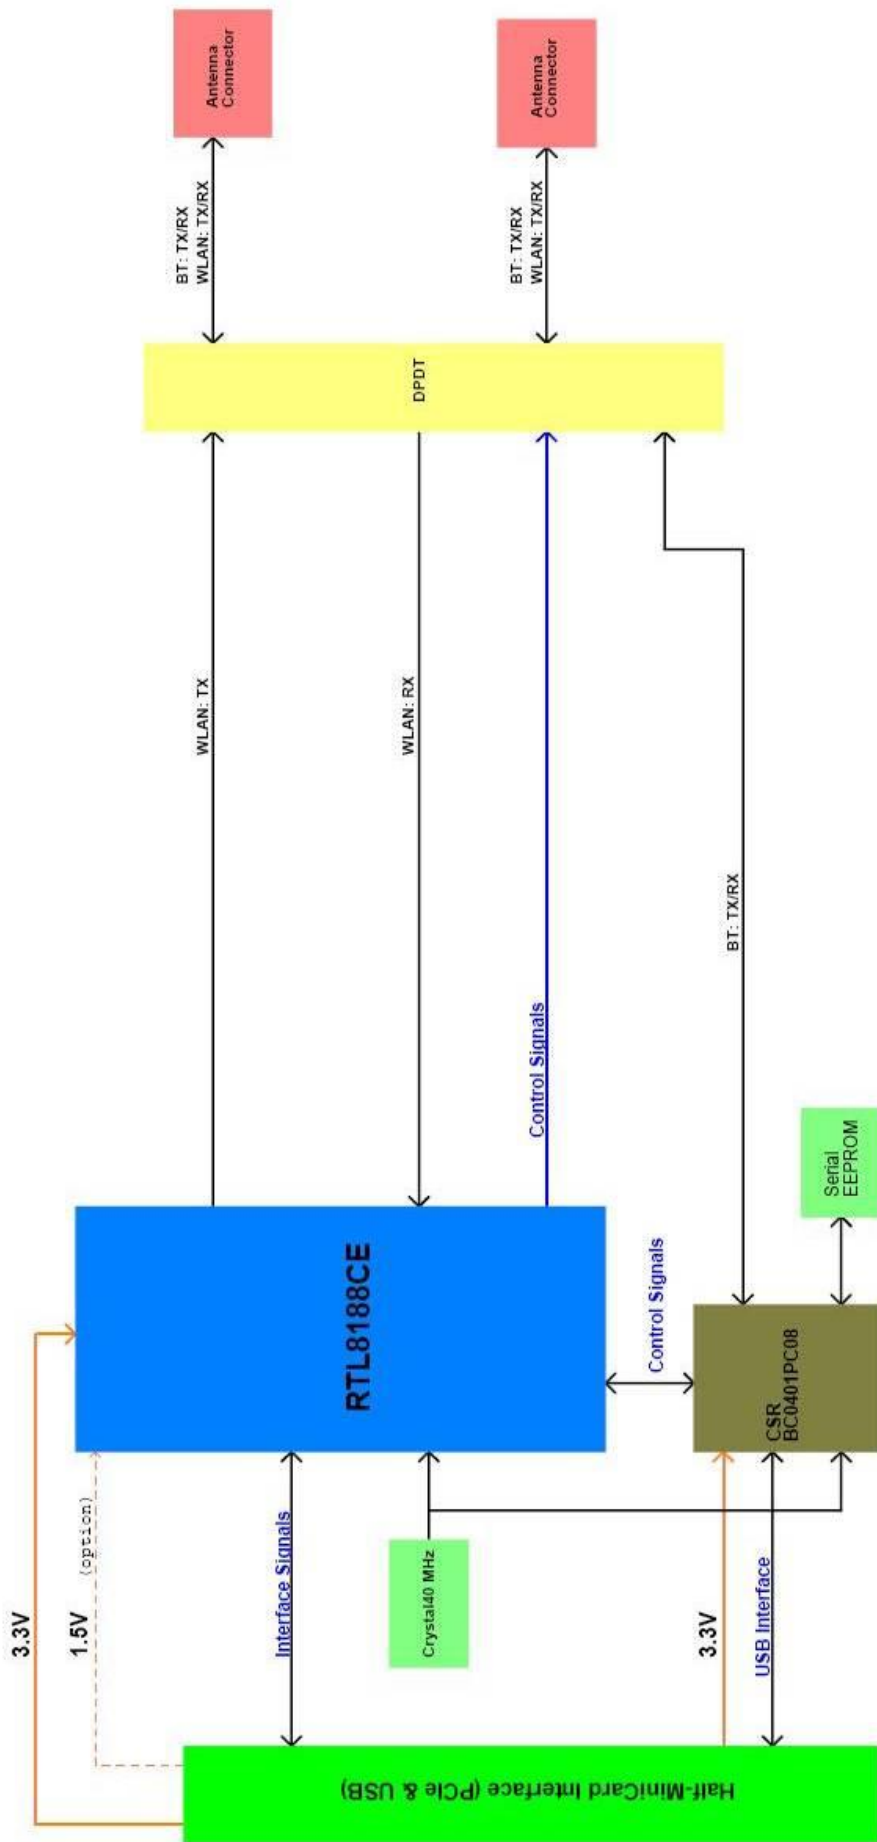 Antenna
Connector
Antenna
Connector
BT: TX/RX
WLAN: TX/RX
BT: TX/RX
WLAN: TX/RX
DPDT
WLAN: TX
WLAN: RX
Control Signals
BT: TX/RX
RTL8188CE
Control Signals
Serial
EEPROM
CSR
BC0401PC08
3.3V
1.5V
(option)
Interface Signals
Crystal40 MHz
3.3V
USB Interface
Half-MiniCard Interface (PCIe & USB)